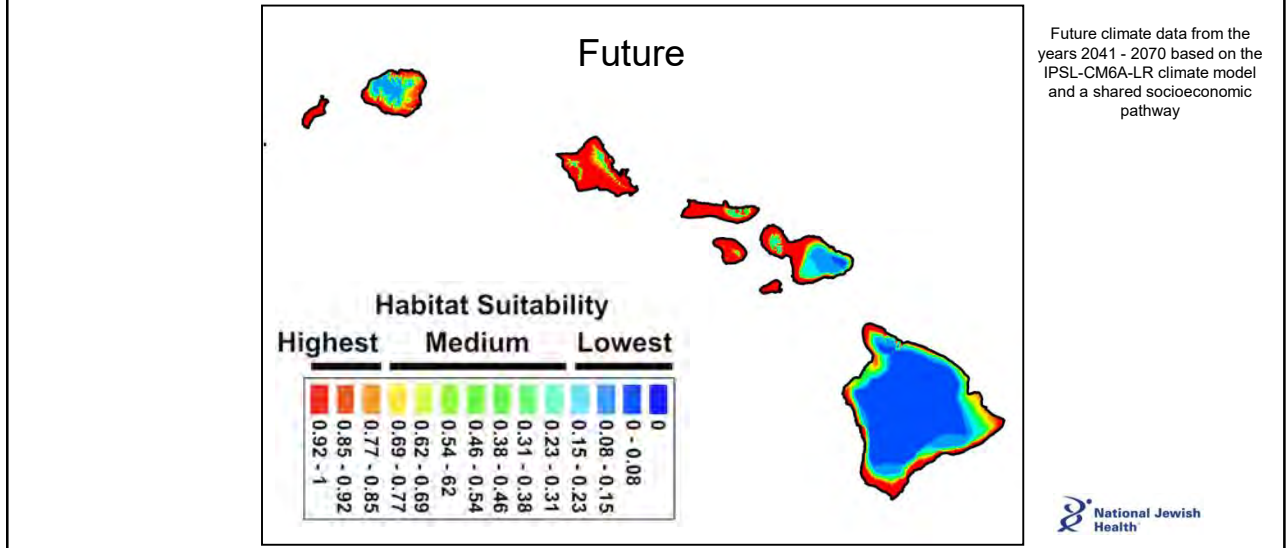 Future
Future climate data from the
years 2041 - 2070 based on the
IPSL-CM6A-LR climate model
and a shared socioeconomic
pathway
Habitat Suitability
Highest Medium Lowest
0.92 - 1
0.85 - 0.92
0.77 - 0.85
0.69 - 0.77
0.62 - 0.69
0.54 - 62
0.46 - 0.54
0.38 - 0.46
0.31 - 0.38
0.23 - 0.31
0.15 - 0.23
0.08 - 0.15
0 - 0.08
0
National Jewish
Health